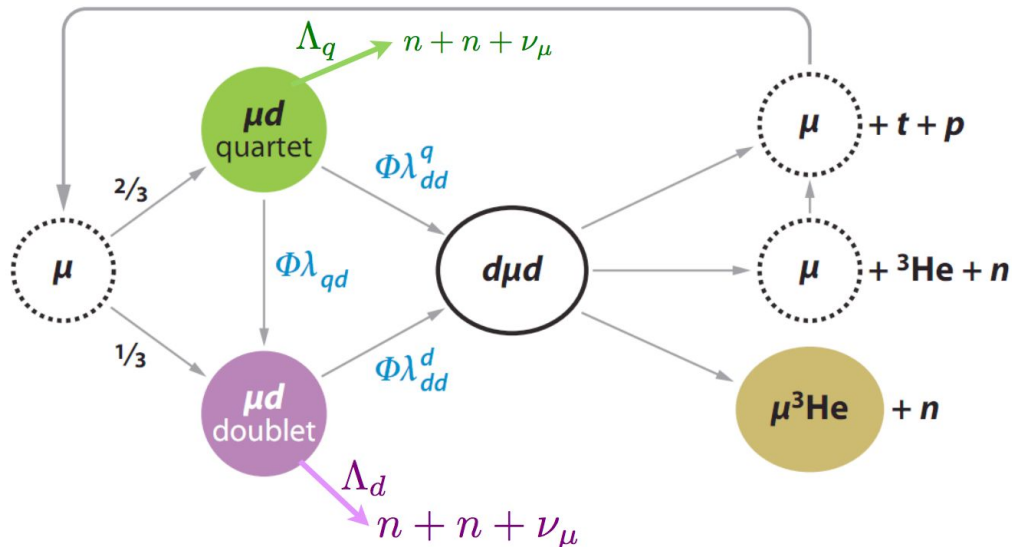 Λ_q
n + n + ν_μ
μd
quartet
μ
+ t + p
Φλ^q_dd
2/3
μ
Φλ_qd
dμd
μ
+ ³He + n
1/3
Φλ^d_dd
μd
doublet
μ³He
+ n
Λ_d
n + n + ν_μ